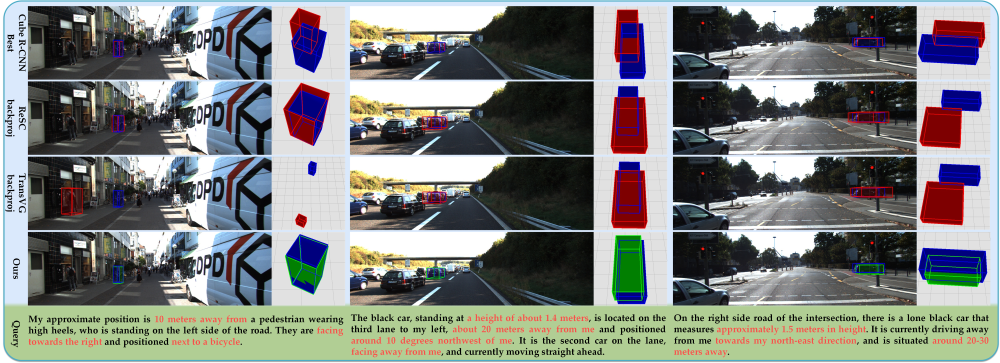 Cube R-CNN
Best
ReSC
backproj
TransVG
backproj
Ours
DPD
DPD
DPD
DPD
Query
My approximate position is 10 meters away from a pedestrian wearing
high heels, who is standing on the left side of the road. They are facing
towards the right and positioned next to a bicycle.
The black car, standing at a height of about 1.4 meters, is located on the
third lane to my left, about 20 meters away from me and positioned
around 10 degrees northwest of me. It is the second car on the lane,
facing away from me, and currently moving straight ahead.
On the right side road of the intersection, there is a lone black car that
measures approximately 1.5 meters in height. It is currently driving away
from me towards my north-east direction, and is situated around 20-30
meters away.